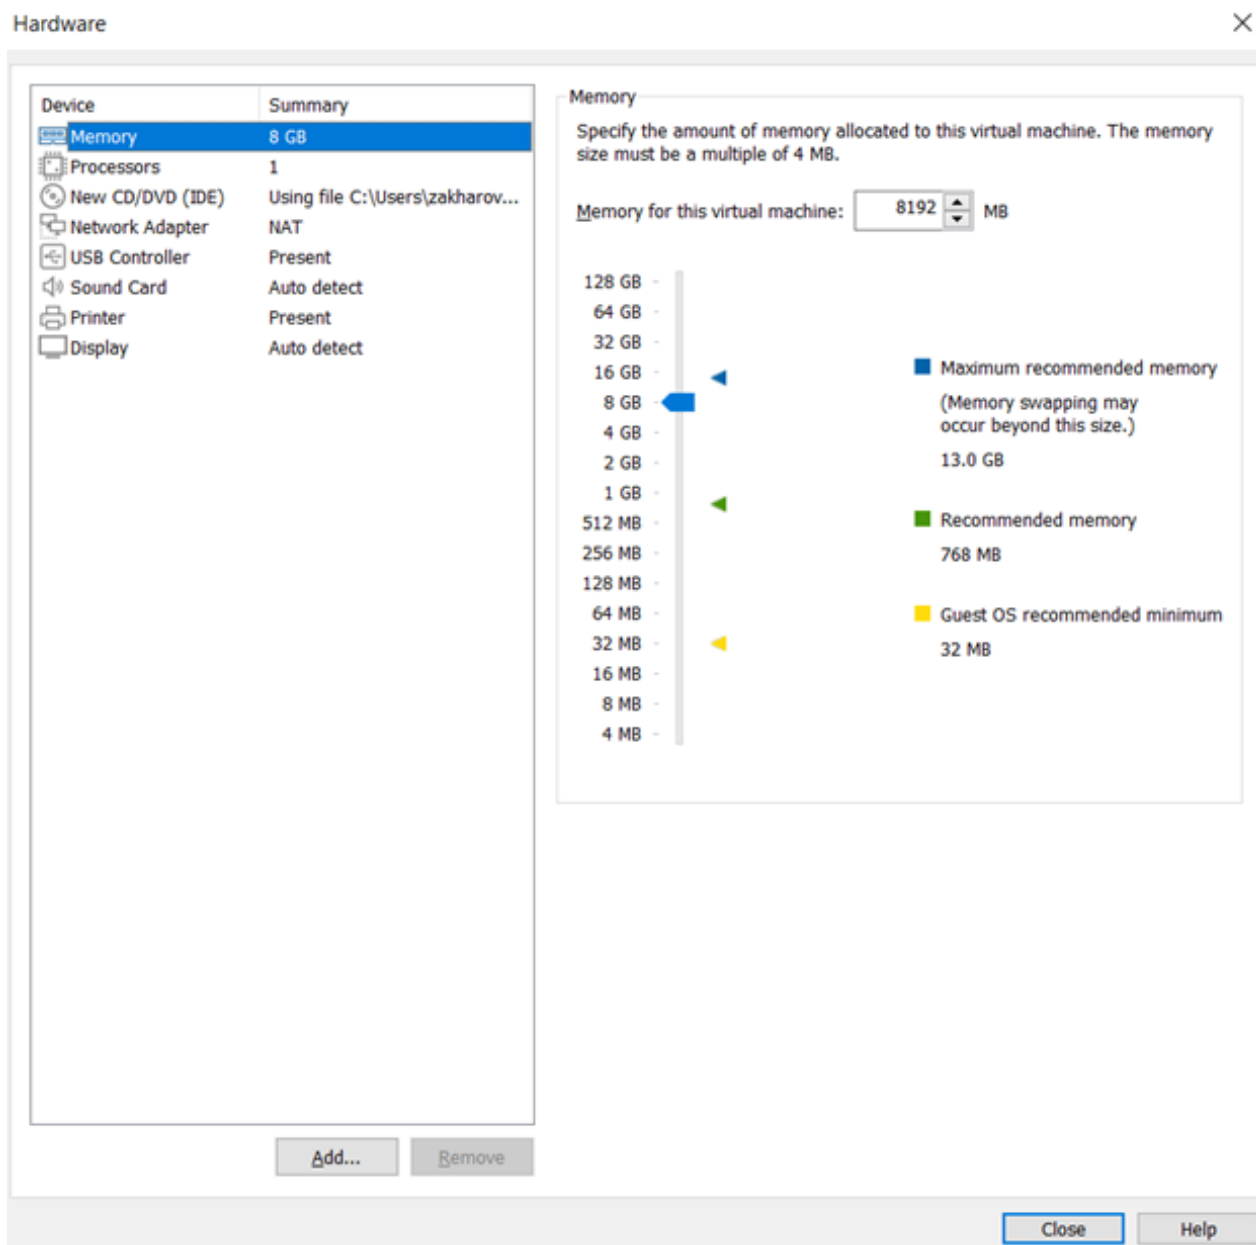 Hardware
Device Summary
Memory 8 GB
Processors 1
New CD/DVD (IDE) Using file C:\Users\zakharov...
Network Adapter NAT
USB Controller Present
Sound Card Auto detect
Printer Present
Display Auto detect
Add...
Remove
Memory
Specify the amount of memory allocated to this virtual machine. The memory
size must be a multiple of 4 MB.
Memory for this virtual machine: 8192 MB
128 GB
64 GB
32 GB
16 GB
8 GB
4 GB
2 GB
1 GB
512 MB
256 MB
128 MB
64 MB
32 MB
16 MB
8 MB
4 MB
Maximum recommended memory
(Memory swapping may
occur beyond this size.)
13.0 GB
Recommended memory
768 MB
Guest OS recommended minimum
32 MB
Close
Help